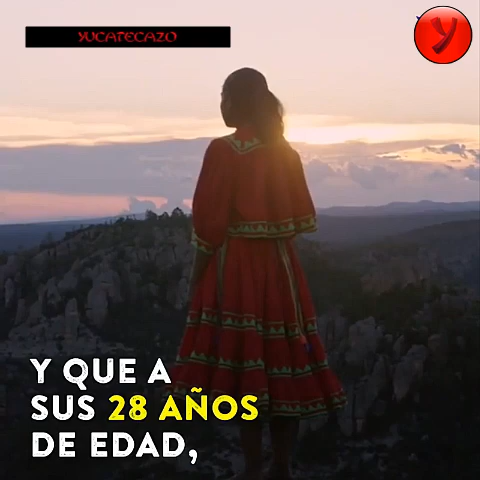 YUCATECAZO
Y
Y QUE A
SUS 28 AÑOS
DE EDAD,